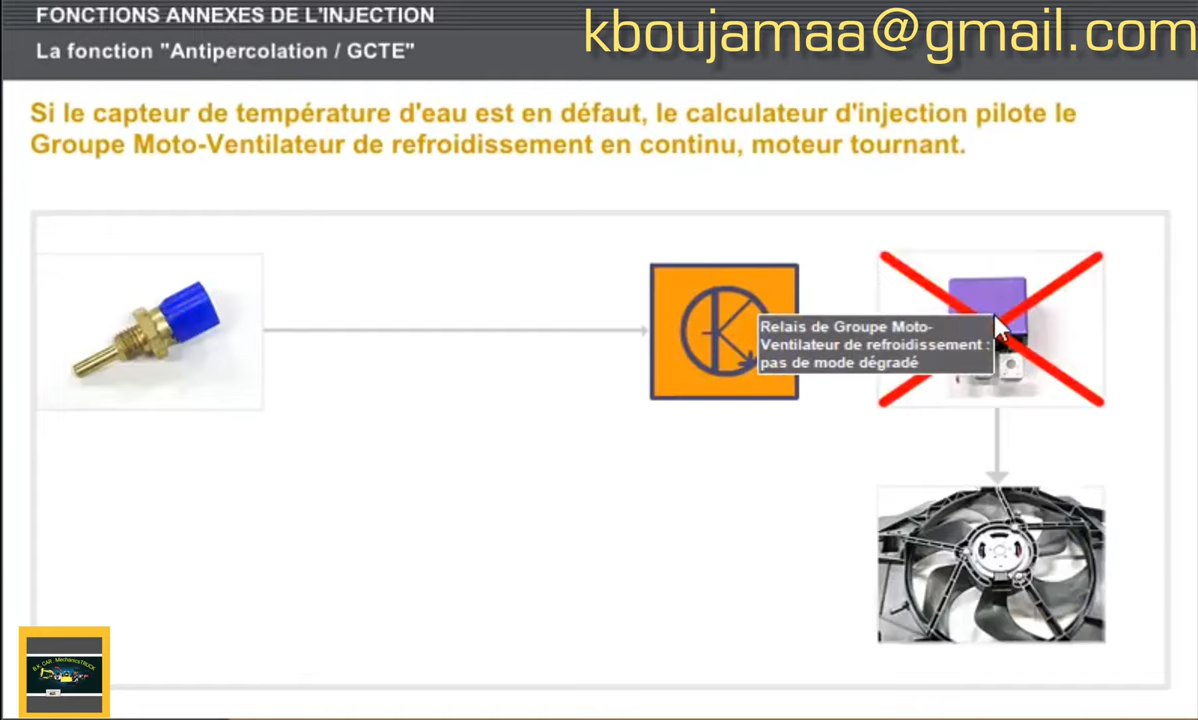 FONCTIONS ANNEXES DE L'INJECTION
kboujamaa@gmail.com
La fonction "Antipercolation / GCTE"
Si le capteur de température d'eau est en défaut, le calculateur d'injection pilote le
Groupe Moto-Ventilateur de refroidissement en continu, moteur tournant.
Relais de Groupe Moto-
Ventilateur de refroidissement :
pas de mode dégradé
B.K. CAR. MechanicsTRUCK